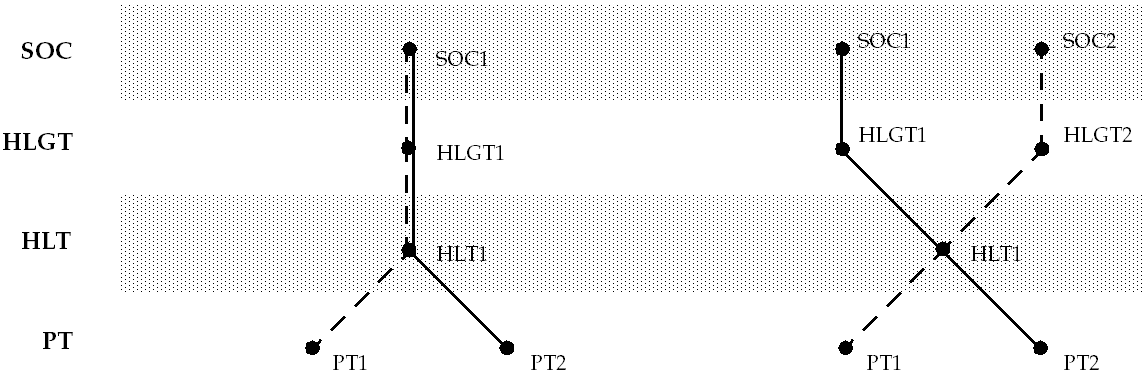 SOC SOC1 SOC1 SOC2
HLGT HLGT1 HLGT1 HLGT2
HLT HLT1 HLT1
PT PT1 PT2 PT1 PT2